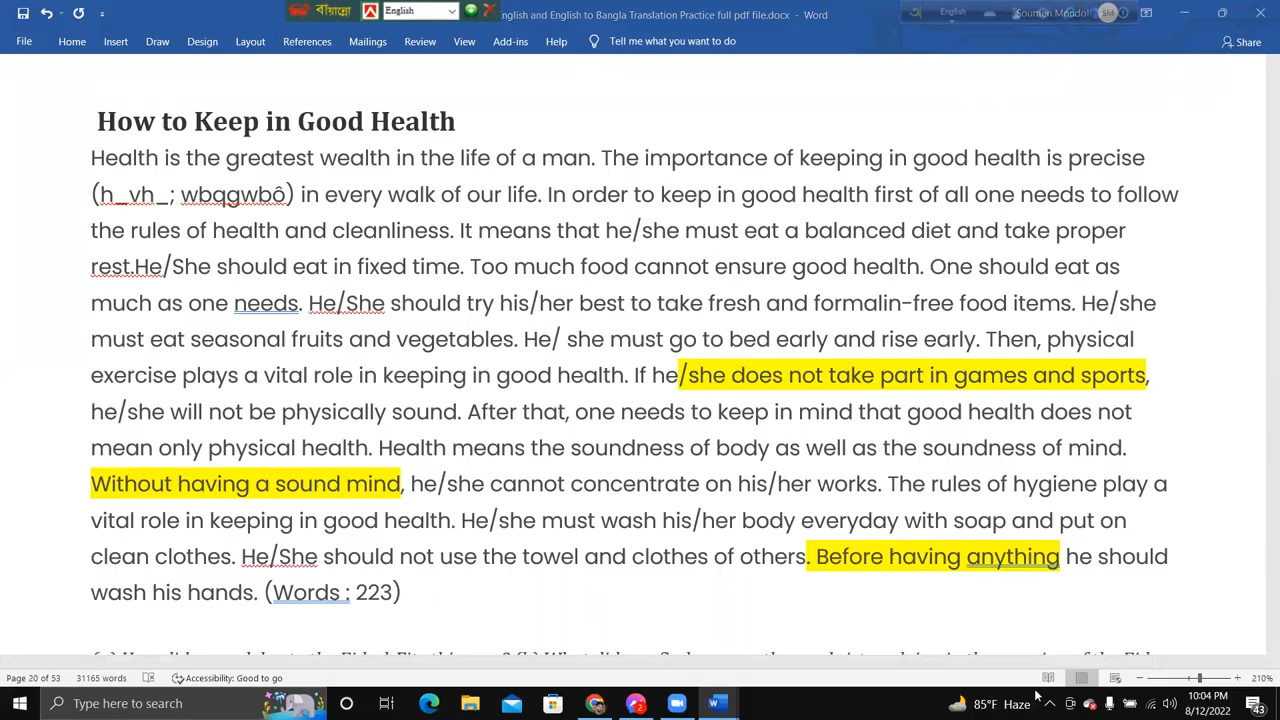 বাংলা English English and English to Bangla Translation Practice full pdf file.docx - Word
File Home Insert Draw Design Layout References Mailings Review View Add-ins Help Tell me what you want to do Share
How to Keep in Good Health
Health is the greatest wealth in the life of a man. The importance of keeping in good health is precise
(h_vh_; wbqgwbô) in every walk of our life. In order to keep in good health first of all one needs to follow
the rules of health and cleanliness. It means that he/she must eat a balanced diet and take proper
rest.He/She should eat in fixed time. Too much food cannot ensure good health. One should eat as
much as one needs. He/She should try his/her best to take fresh and formalin-free food items. He/she
must eat seasonal fruits and vegetables. He/ she must go to bed early and rise early. Then, physical
exercise plays a vital role in keeping in good health. If he/she does not take part in games and sports,
he/she will not be physically sound. After that, one needs to keep in mind that good health does not
mean only physical health. Health means the soundness of body as well as the soundness of mind.
Without having a sound mind, he/she cannot concentrate on his/her works. The rules of hygiene play a
vital role in keeping in good health. He/she must wash his/her body everyday with soap and put on
clean clothes. He/She should not use the towel and clothes of others. Before having anything he should
wash his hands. (Words : 223)
Page 20 of 53 31165 words Accessibility: Good to go 210%
Type here to search 85°F Haze 10:04 PM
8/12/2022 43